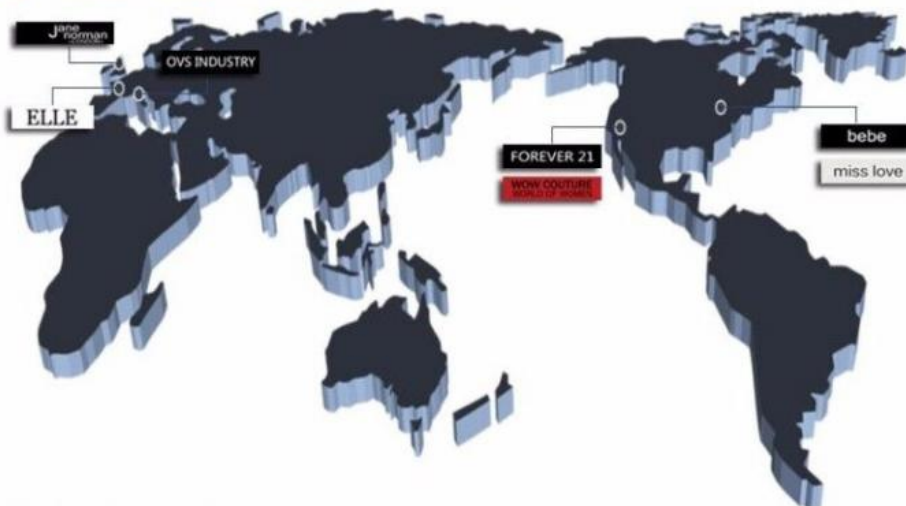 jane
norman
OVS INDUSTRY
ELLE
FOREVER 21
WOW COUTURE
WORLD OF WOMEN
bebe
miss love